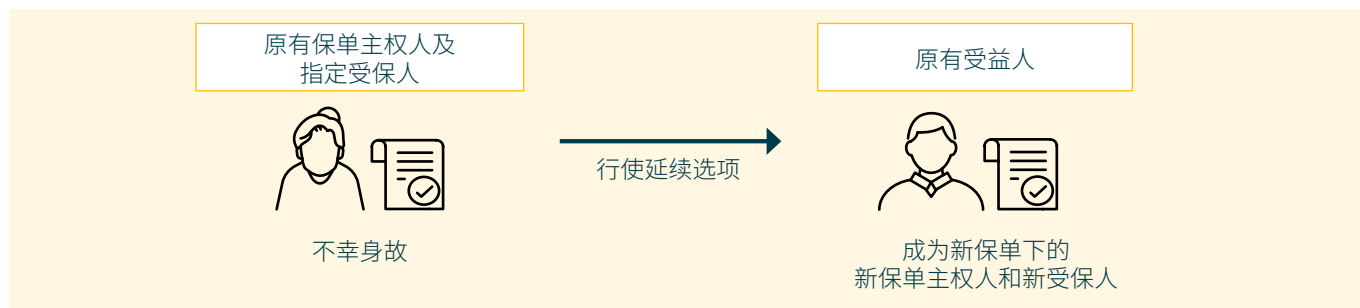 原有保单主权人及
指定受保人
原有受益人
行使延续选项
不幸身故
成为新保单下的
新保单主权人和新受保人